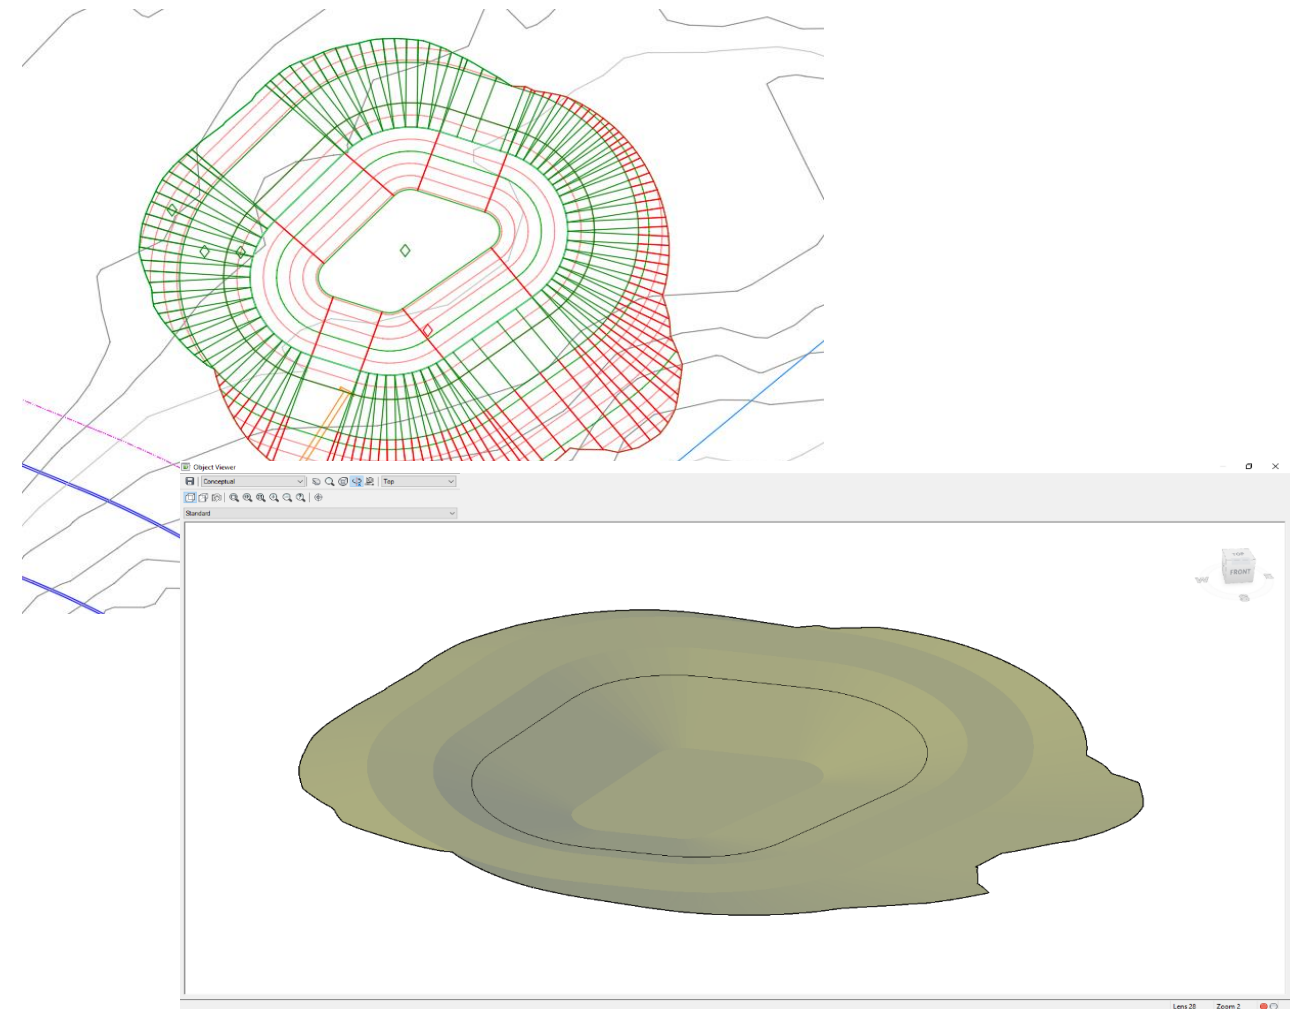 Object Viewer
Conceptual
Top
Standard
TOP
FRONT
W
S
Lens 28 Zoom 2